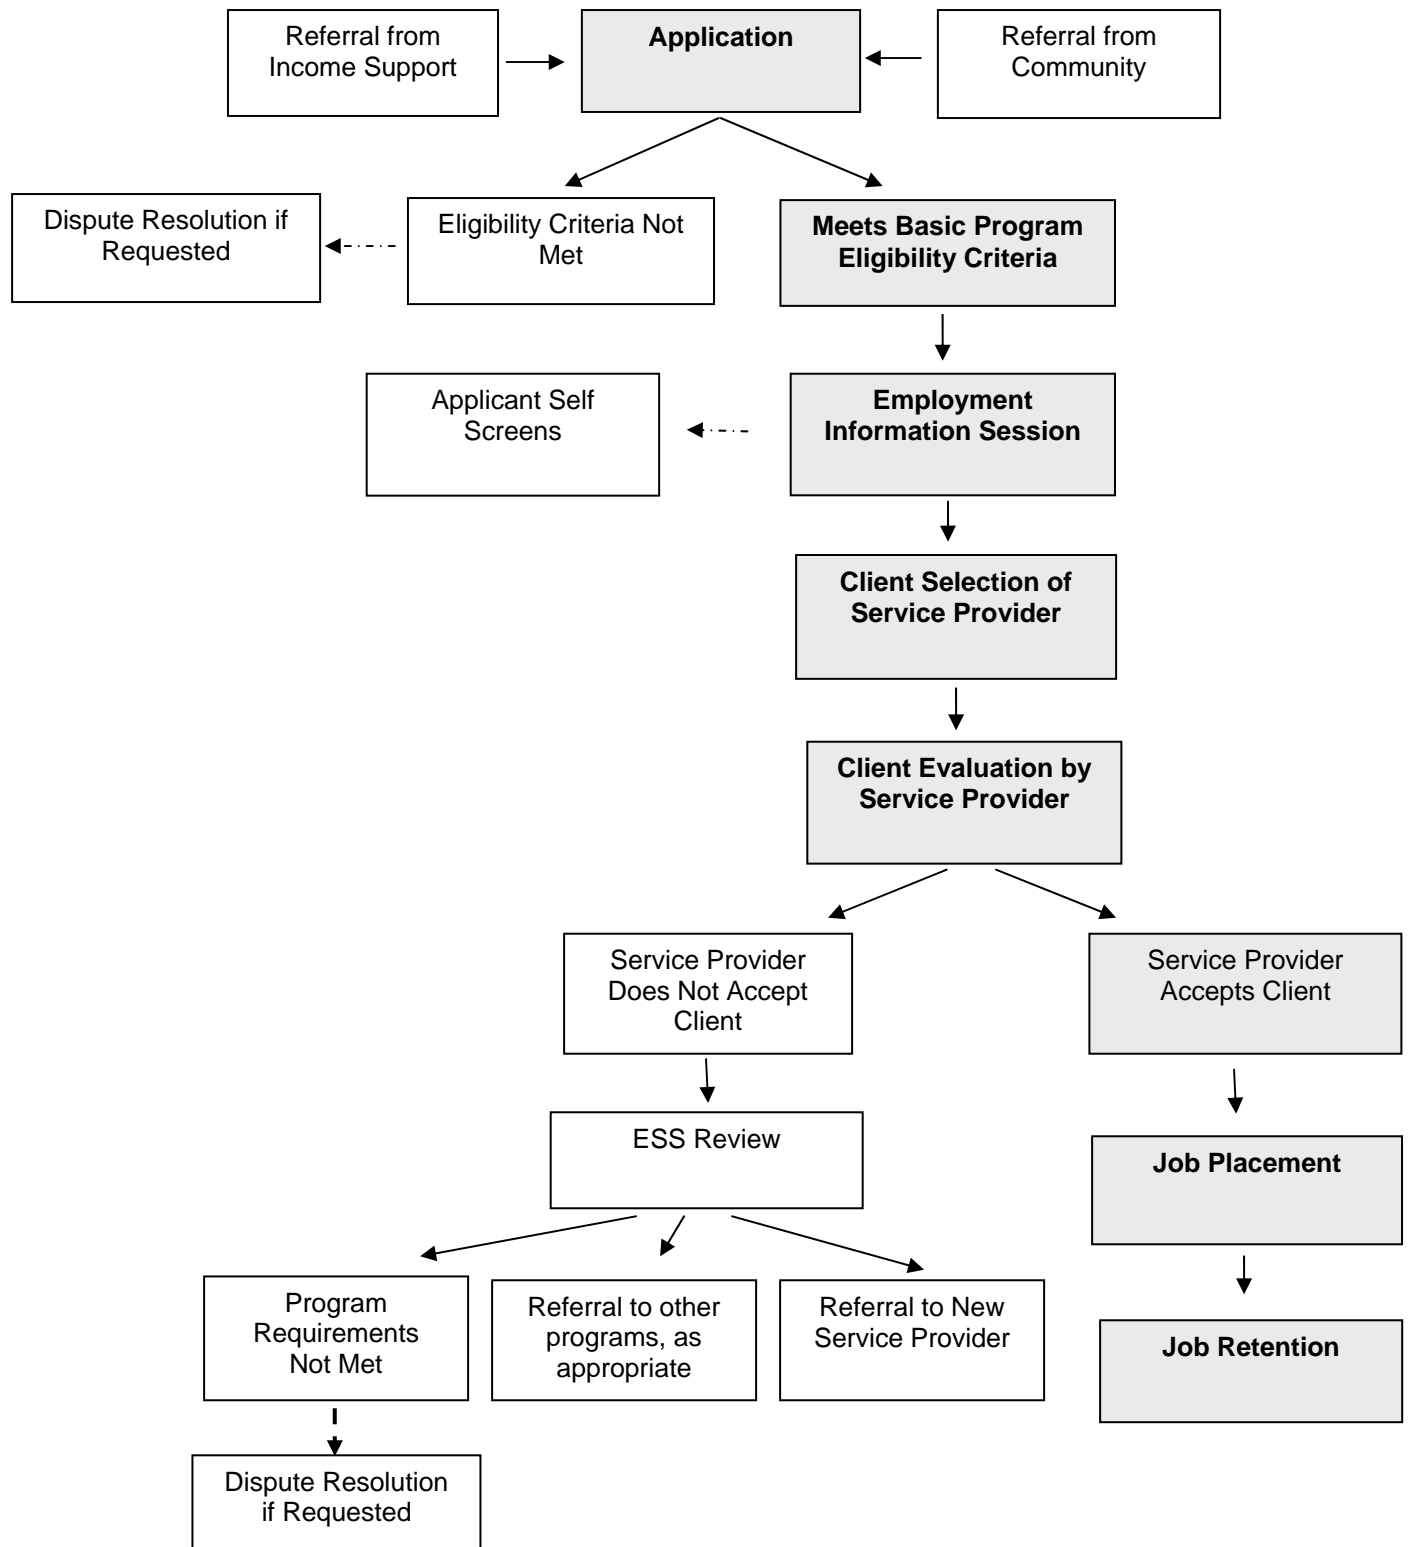 Referral from
Income Support
Application
Referral from
Community
Dispute Resolution if
Requested
Eligibility Criteria Not
Met
Meets Basic Program
Eligibility Criteria
Applicant Self
Screens
Employment
Information Session
Client Selection of
Service Provider
Client Evaluation by
Service Provider
Service Provider
Does Not Accept
Client
Service Provider
Accepts Client
ESS Review
Job Placement
Program
Requirements
Not Met
Referral to other
programs, as
appropriate
Referral to New
Service Provider
Job Retention
Dispute Resolution
if Requested